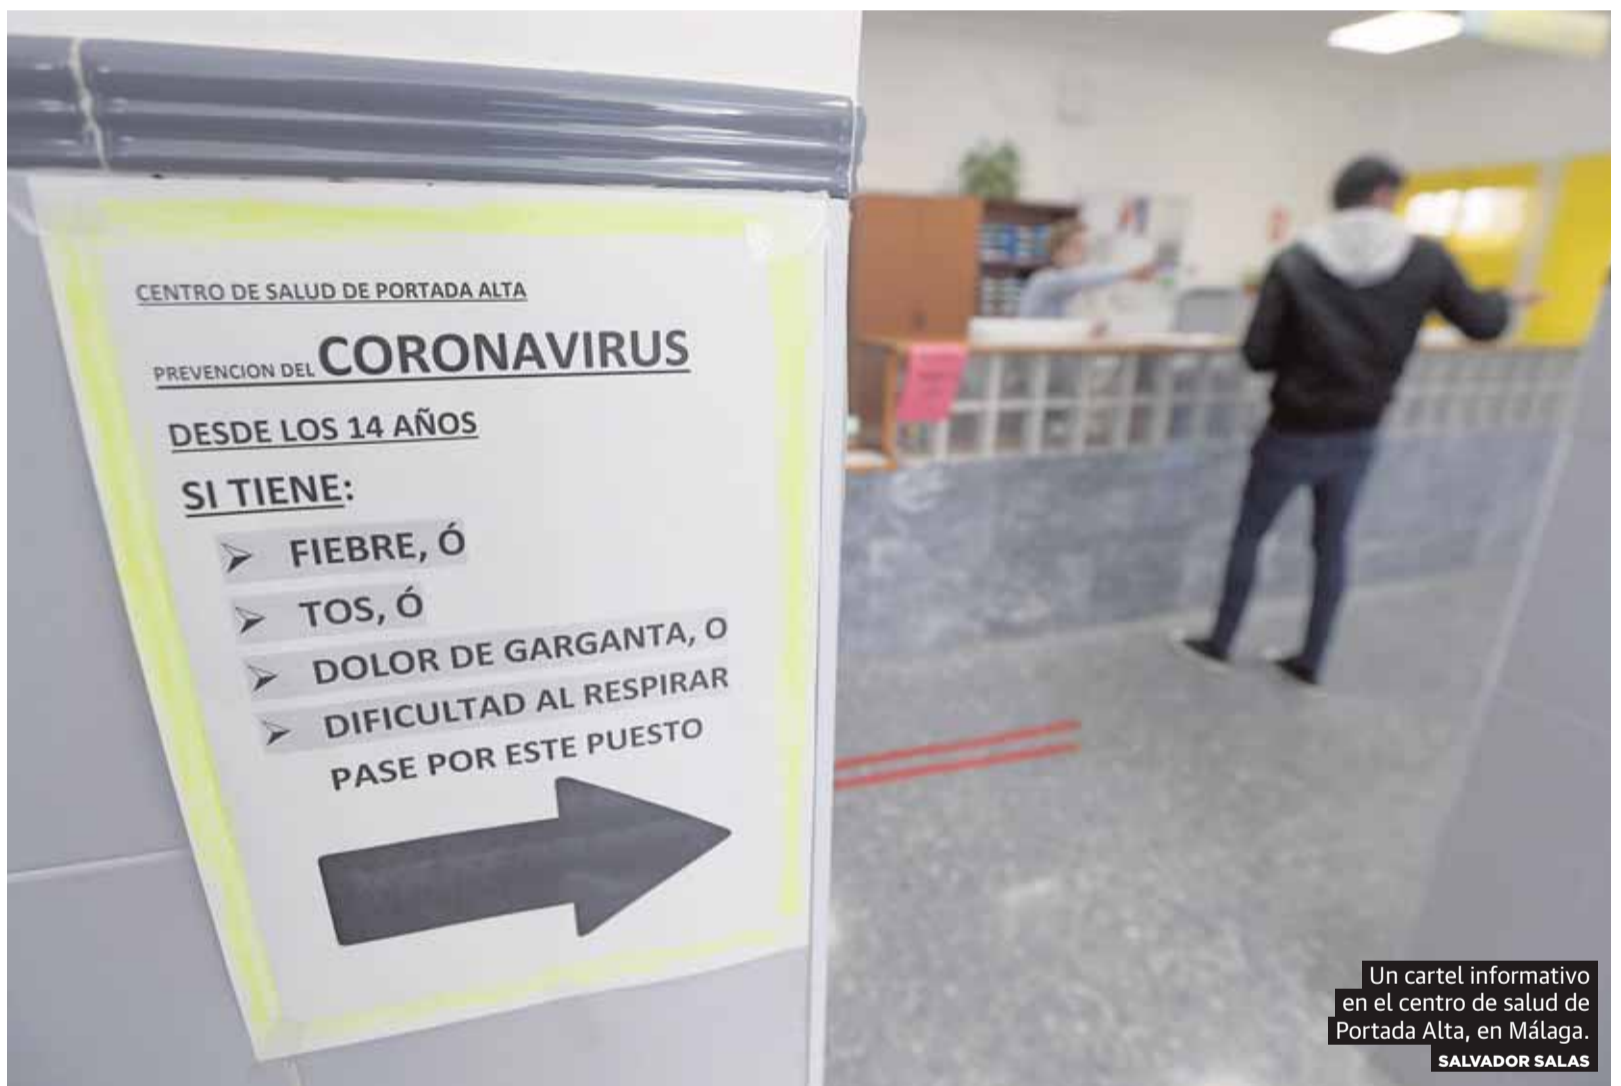 CENTRO DE SALUD DE PORTADA ALTA
PREVENCION DEL CORONAVIRUS
DESDE LOS 14 AÑOS
SI TIENE:
➢ FIEBRE, Ó
➢ TOS, Ó
➢ DOLOR DE GARGANTA, O
➢ DIFICULTAD AL RESPIRAR
PASE POR ESTE PUESTO
Un cartel informativo
en el centro de salud de
Portada Alta, en Málaga.
SALVADOR SALAS